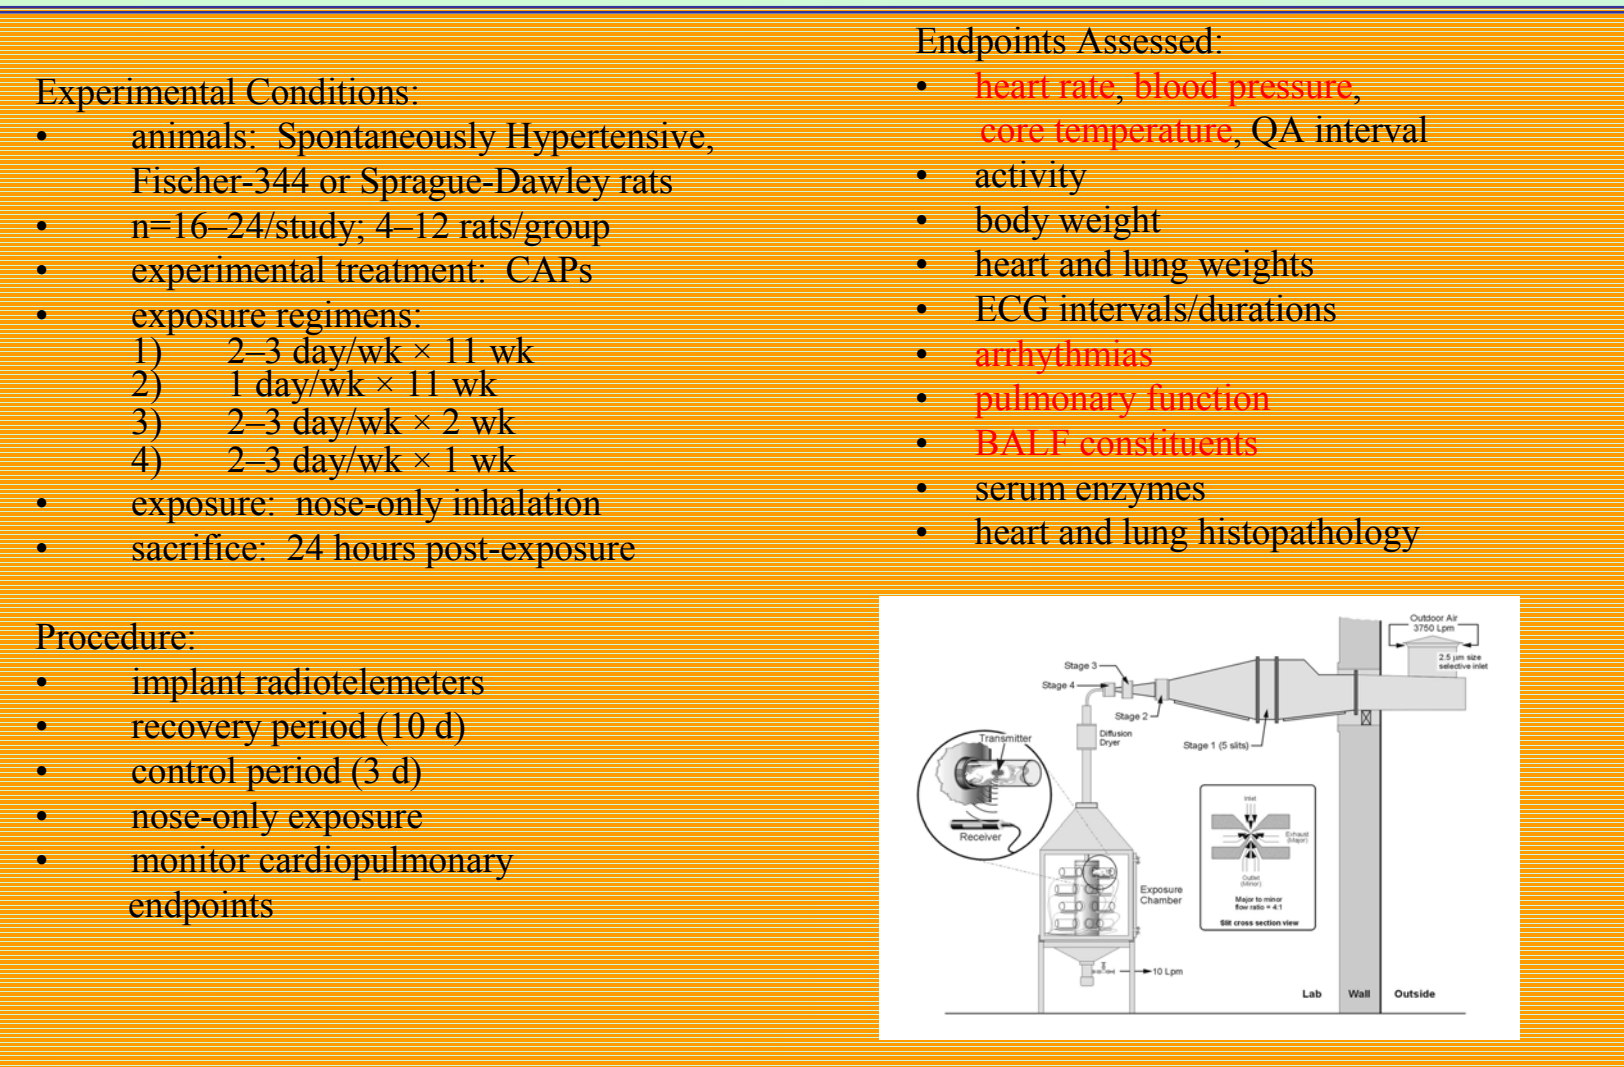 Experimental Conditions:
• animals: Spontaneously Hypertensive,
Fischer-344 or Sprague-Dawley rats
• n=16–24/study; 4–12 rats/group
• experimental treatment: CAPs
• exposure regimens:
1) 2–3 day/wk × 11 wk
2) 1 day/wk × 11 wk
3) 2–3 day/wk × 2 wk
4) 2–3 day/wk × 1 wk
• exposure: nose-only inhalation
• sacrifice: 24 hours post-exposure
Procedure:
• implant radiotelemeters
• recovery period (10 d)
• control period (3 d)
• nose-only exposure
• monitor cardiopulmonary
endpoints
Endpoints Assessed:
• heart rate, blood pressure,
core temperature, QA interval
• activity
• body weight
• heart and lung weights
• ECG intervals/durations
• arrhythmias
• pulmonary function
• BALF constituents
• serum enzymes
• heart and lung histopathology
Outdoor Air
3750 Lpm
2.5 µm size
selective inlet
Stage 3
Stage 4
Stage 2
Stage 1 (5 slits)
Diffusion
Dryer
Transmitter
Receiver
Exposure
Chamber
10 Lpm
Inlet
Exhaust
(Major)
Outlet
(Minor)
Major to minor
flow ratio = 4:1
Slit cross section view
Lab
Wall
Outside